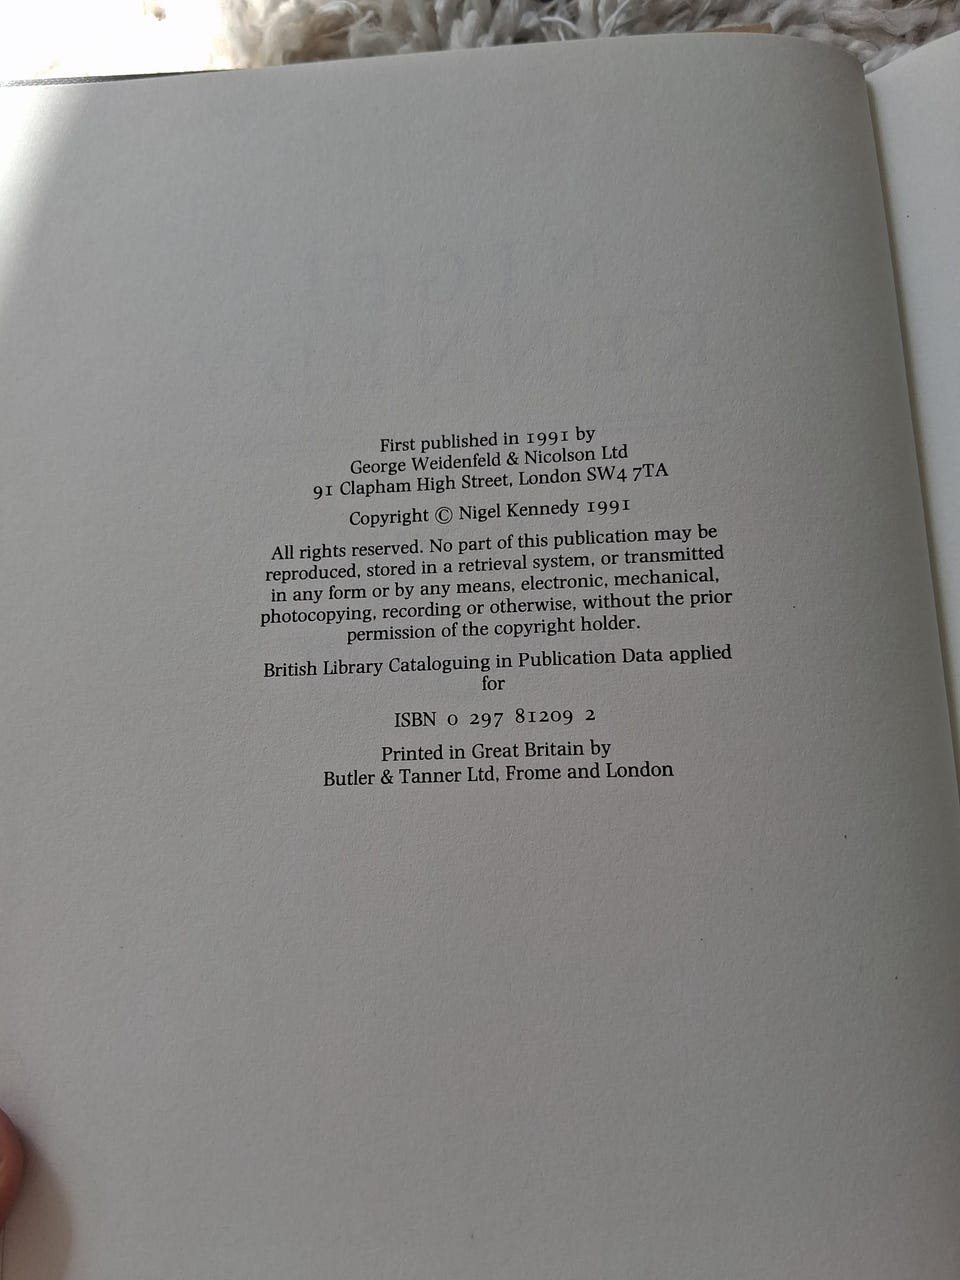 First published in 1991 by
George Weidenfeld & Nicolson Ltd
91 Clapham High Street, London SW4 7TA
Copyright © Nigel Kennedy 1991
All rights reserved. No part of this publication may be
reproduced, stored in a retrieval system, or transmitted
in any form or by any means, electronic, mechanical,
photocopying, recording or otherwise, without the prior
permission of the copyright holder.
British Library Cataloguing in Publication Data applied
for
ISBN 0 297 81209 2
Printed in Great Britain by
Butler & Tanner Ltd, Frome and London